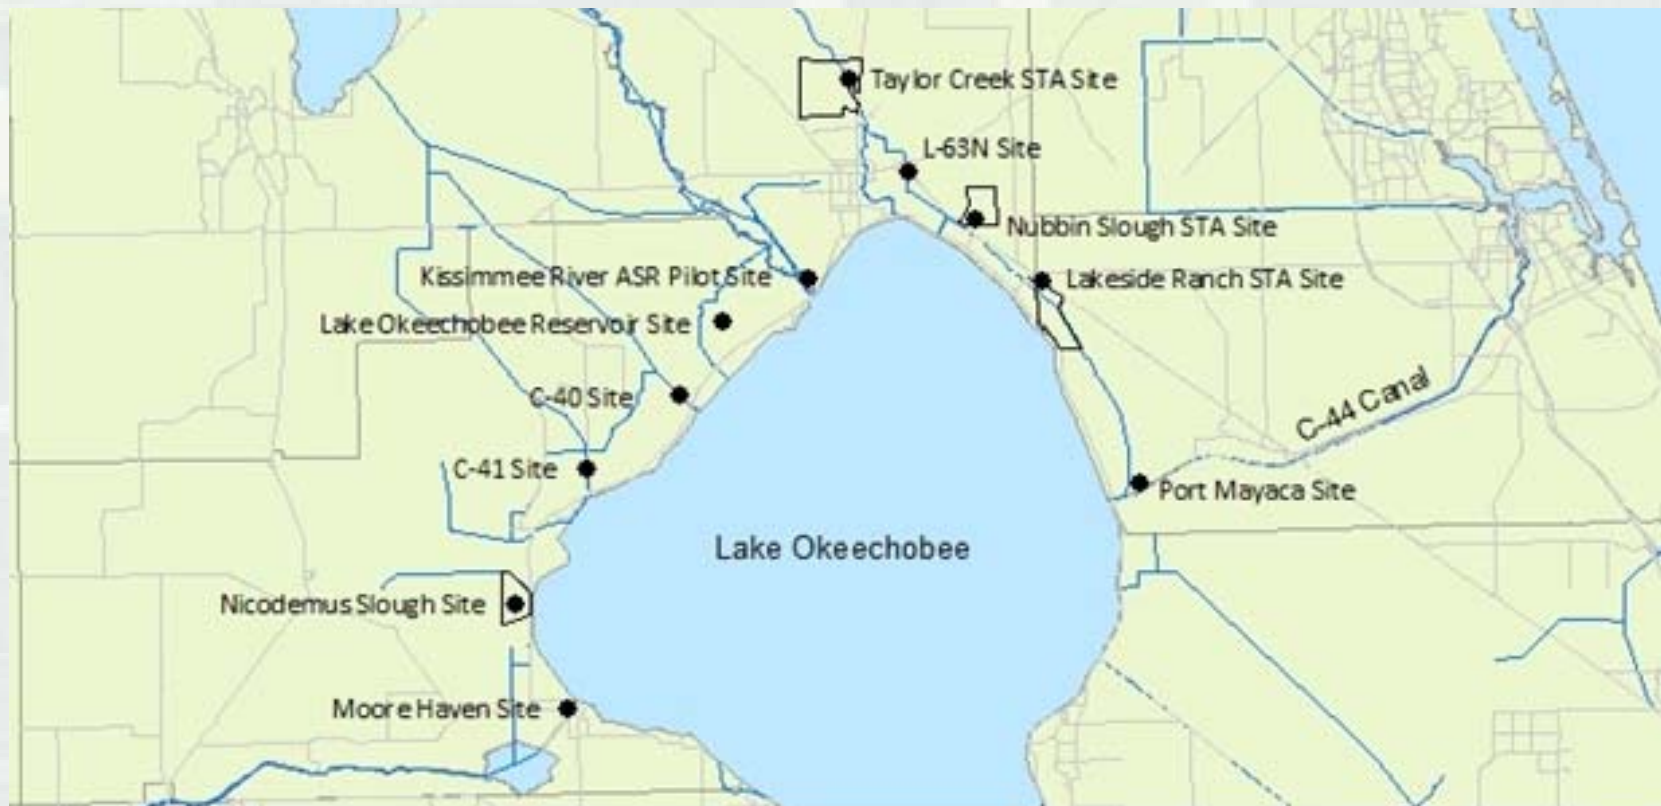 Taylor Creek STA Site
L-63N Site
Nubbin Slough STA Site
Kissimmee River ASR Pilot Site
Lakeside Ranch STA Site
Lake Okeechobee Reservoir Site
C-40 Site
C-44 Canal
C-41 Site
Port Mayaca Site
Lake Okeechobee
Nicodemus Slough Site
Moore Haven Site